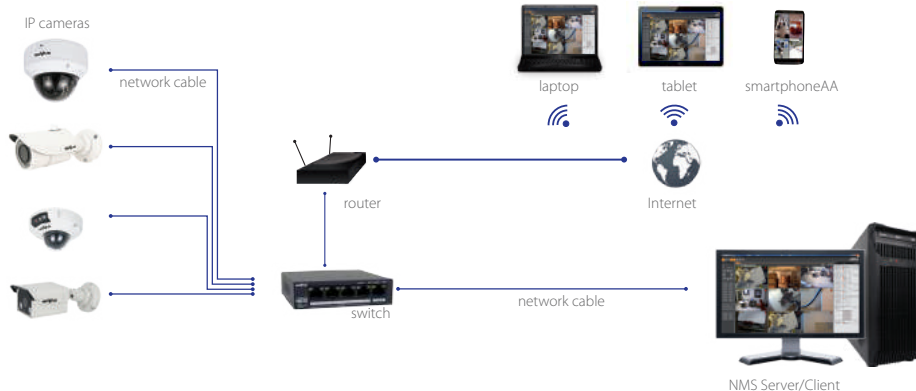 IP cameras
network cable
laptop
tablet
smartphoneAA
router
Internet
switch
network cable
NMS Server/Client